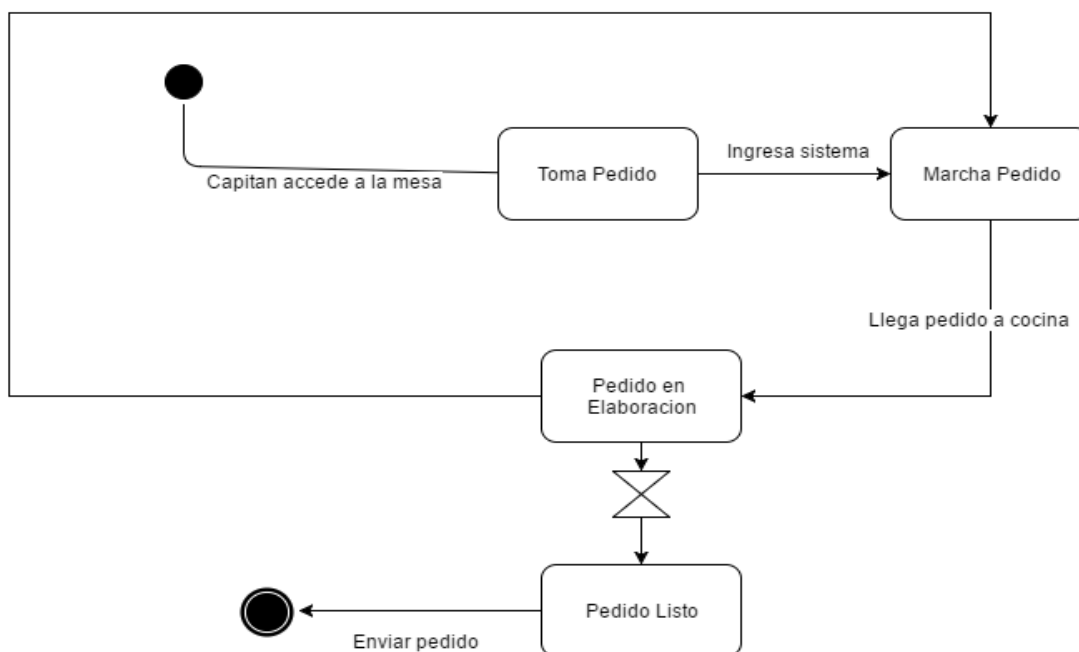 Capitan accede a la mesa
Toma Pedido
Ingresa sistema
Marcha Pedido
Llega pedido a cocina
Pedido en
Elaboracion
Pedido Listo
Enviar pedido